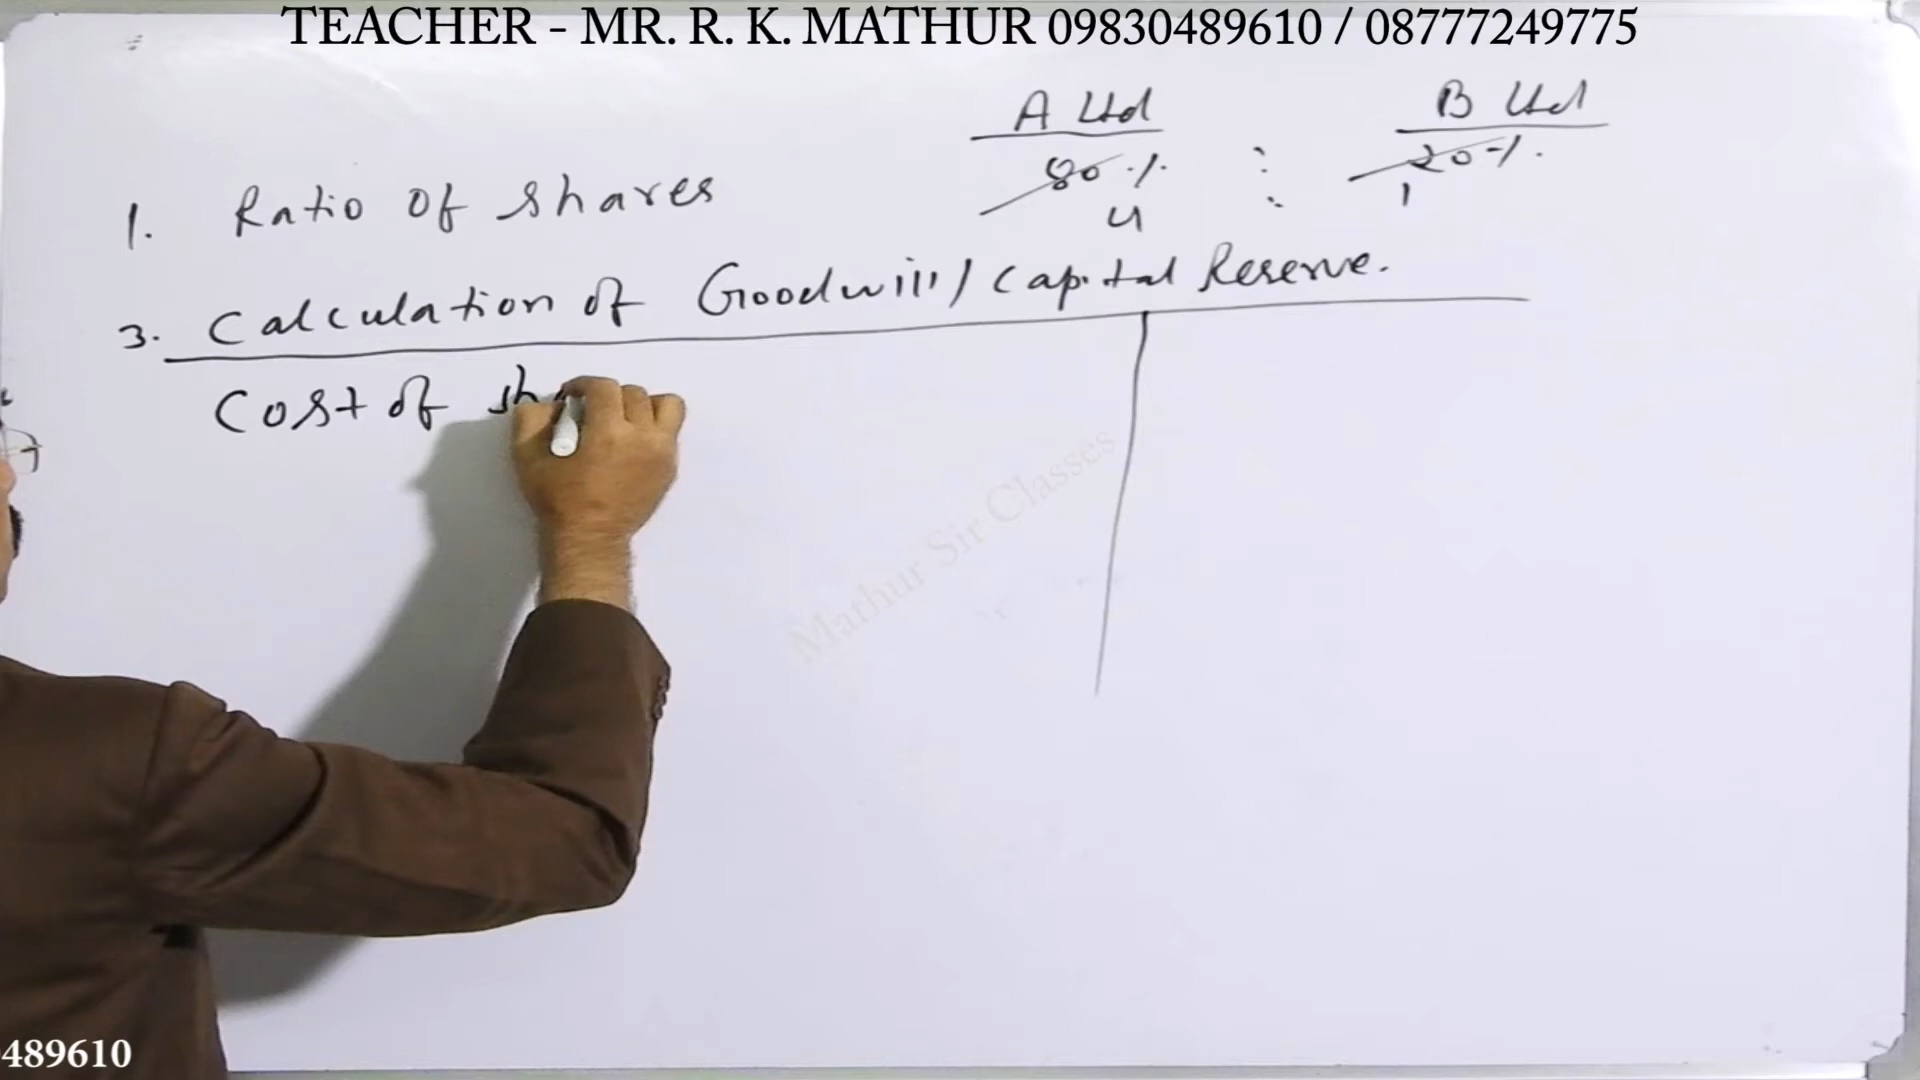 TEACHER - MR. R. K. MATHUR 09830489610 / 08777249775
A Ltd B Ltd
1. Ratio of shares 80% : 20%
4 : 1
3. Calculation of Goodwill / Capital Reserve.
Cost of sh
Mathur Sir Classes
489610